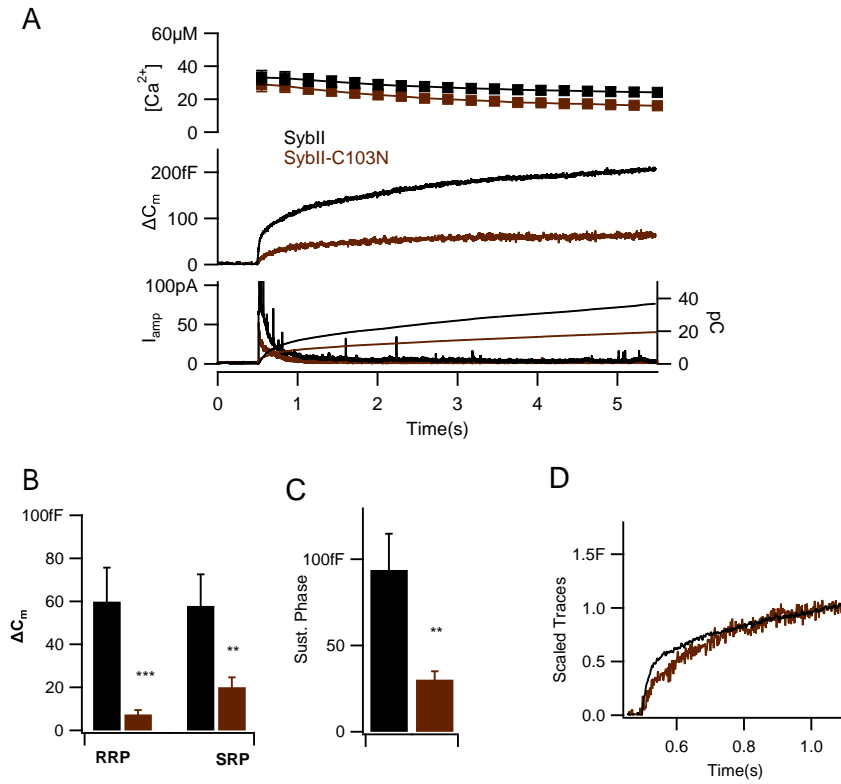 A
60µM
40
20
0
[Ca2+]
SybII
SybII-C103N
200fF
100
0
ΔCm
100pA
50
0
Iamp
40
20
0
pC
0 1 2 3 4 5
Time(s)
B
100fF
80
60
40
20
0
ΔCm
***
**
RRP SRP
C
100fF
50
0
Sust. Phase
**
D
1.5F
1.0
0.5
0.0
Scaled Traces
0.6 0.8 1.0
Time(s)